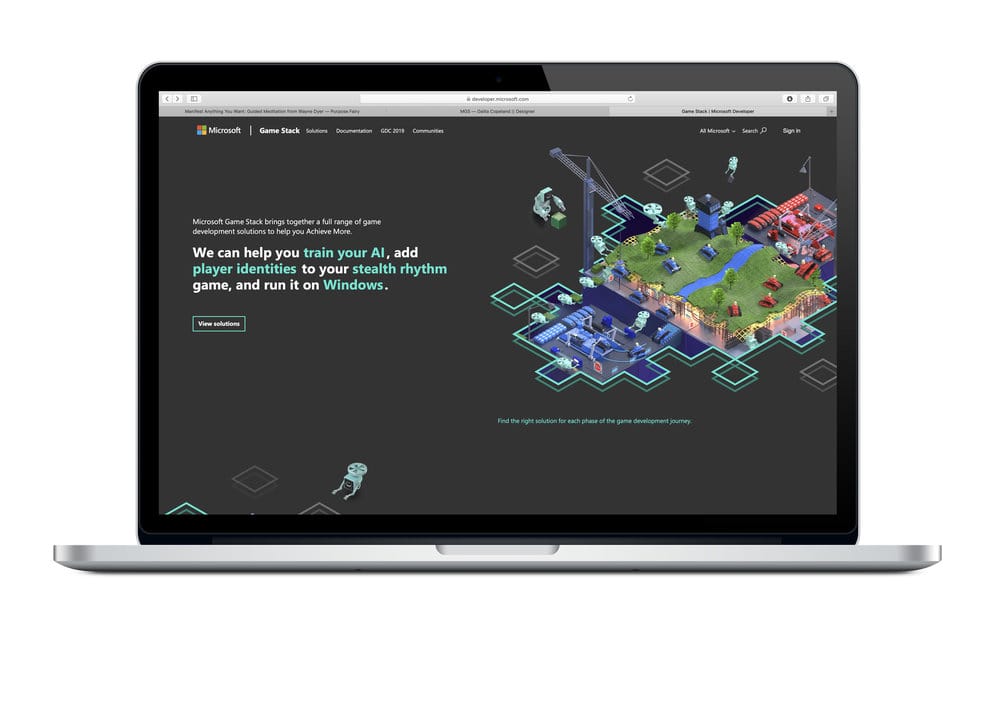 developer.microsoft.com
Manifest Anything You Want: Guided Meditation from Wayne Dyer — Purpose Fairy
MGS — Dalila Copeland || Designer
Game Stack | Microsoft Developer
Microsoft | Game Stack Solutions Documentation GDC 2019 Communities All Microsoft Search Sign in
Microsoft Game Stack brings together a full range of game
development solutions to help you Achieve More.
We can help you train your AI, add
player identities to your stealth rhythm
game, and run it on Windows.
View solutions
Find the right solution for each phase of the game development journey.